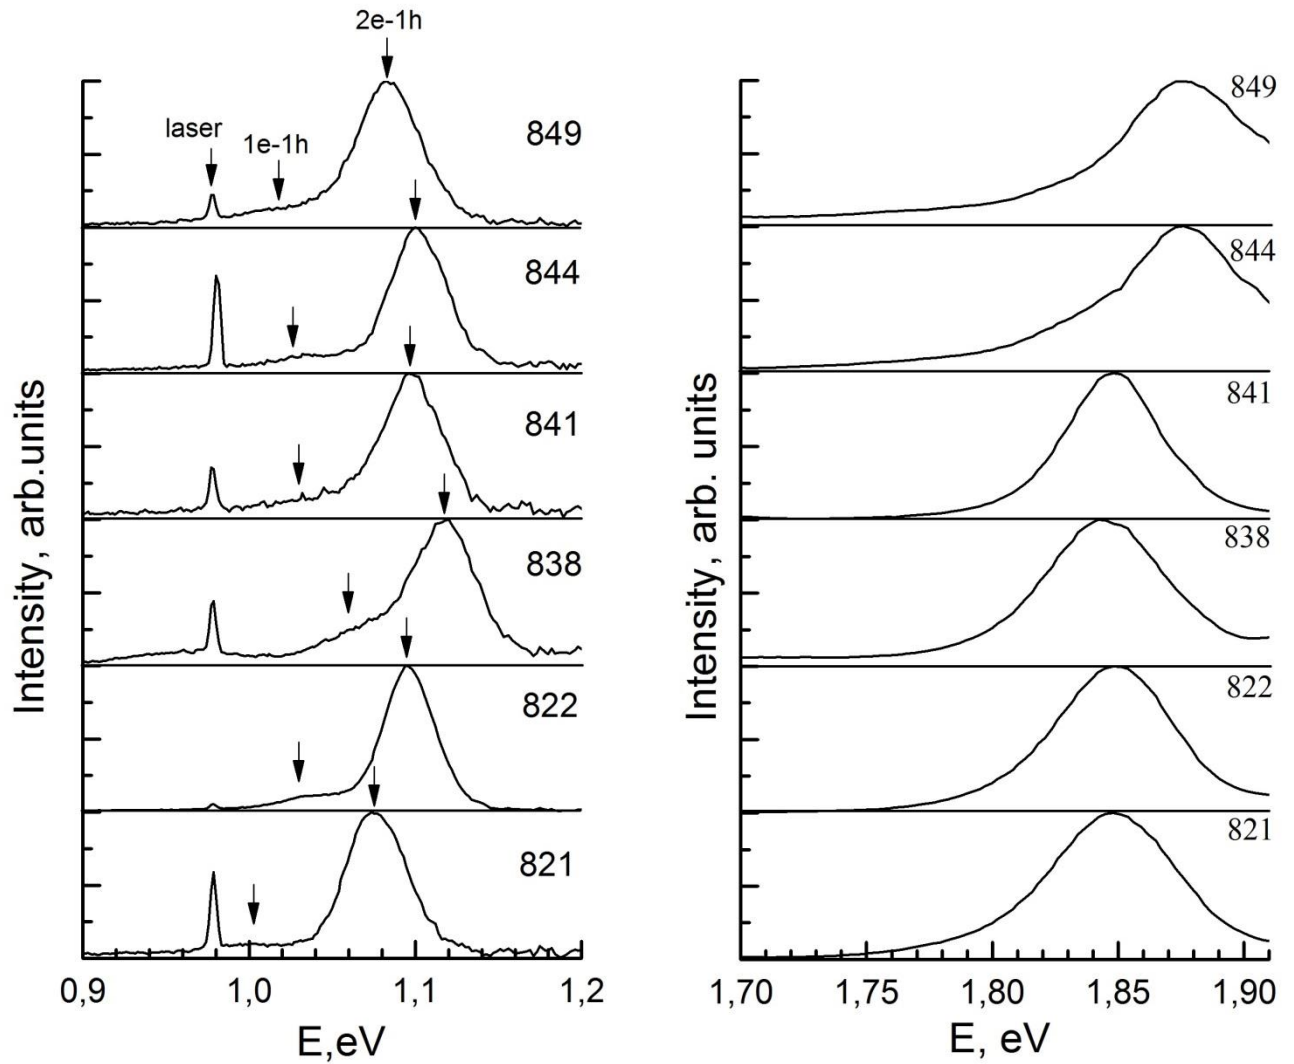 2e-1h
laser
1e-1h
849
844
841
838
822
821
Intensity, arb.units
0,9 1,0 1,1 1,2
E,eV
849
844
841
838
822
821
Intensity, arb. units
1,70 1,75 1,80 1,85 1,90
E, eV